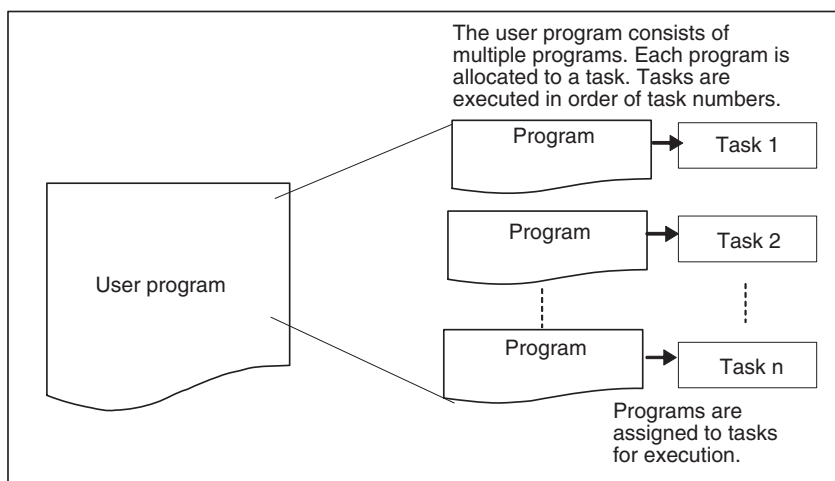 The user program consists of
multiple programs. Each program is
allocated to a task. Tasks are
executed in order of task numbers.
Program
Task 1
Program
Task 2
User program
Program
Task n
Programs are
assigned to tasks
for execution.